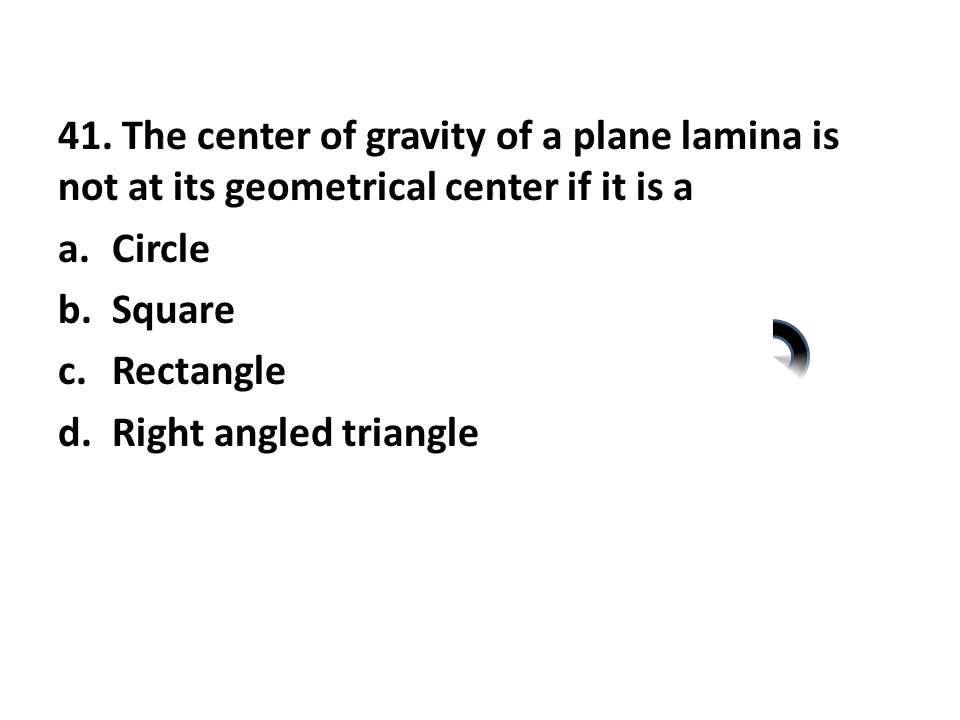 41. The center of gravity of a plane lamina is
not at its geometrical center if it is a
a. Circle
b. Square
c. Rectangle
d. Right angled triangle